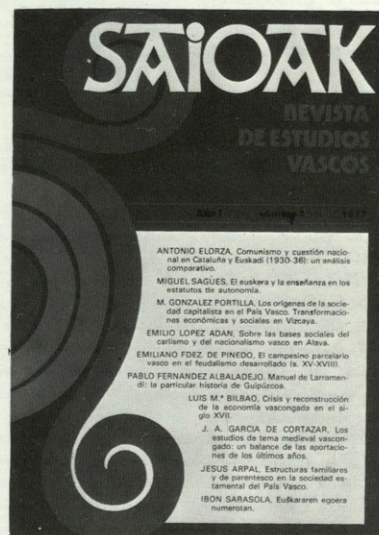 SAIOAK
REVISTA
DE ESTUDIOS
VASCOS
Año I número 1 1977
ANTONIO ELORZA, Comunismo y cuestión nacio-
nal en Cataluña y Euskadi (1930-36): un análisis
comparativo.
MIGUEL SAGÜES, El euskera y la enseñanza en los
estatutos de autonomía.
M. GONZALEZ PORTILLA, Los orígenes de la socie-
dad capitalista en el País Vasco. Transformacio-
nes económicas y sociales en Vizcaya.
EMILIO LOPEZ ADAN, Sobre las bases sociales del
carlismo y del nacionalismo vasco en Alava.
EMILIANO FDEZ. DE PINEDO, El campesino parcelario
vasco en el feudalismo desarrollado (s. XV-XVIII).
PABLO FERNANDEZ ALBALADEJO, Manuel de Larramen-
di: la particular historia de Guipúzcoa.
LUIS M.ª BILBAO, Crisis y reconstrucción
de la economía vascongada en el si-
glo XVII.
J. A. GARCIA DE CORTAZAR, Los
estudios de tema medieval vascon-
gado: un balance de las aportacio-
nes de los últimos años.
JESUS ARPAL, Estructuras familiares
y de parentesco en la sociedad es-
tamental del País Vasco.
IBON SARASOLA, Euskararen egoera
numerotan.